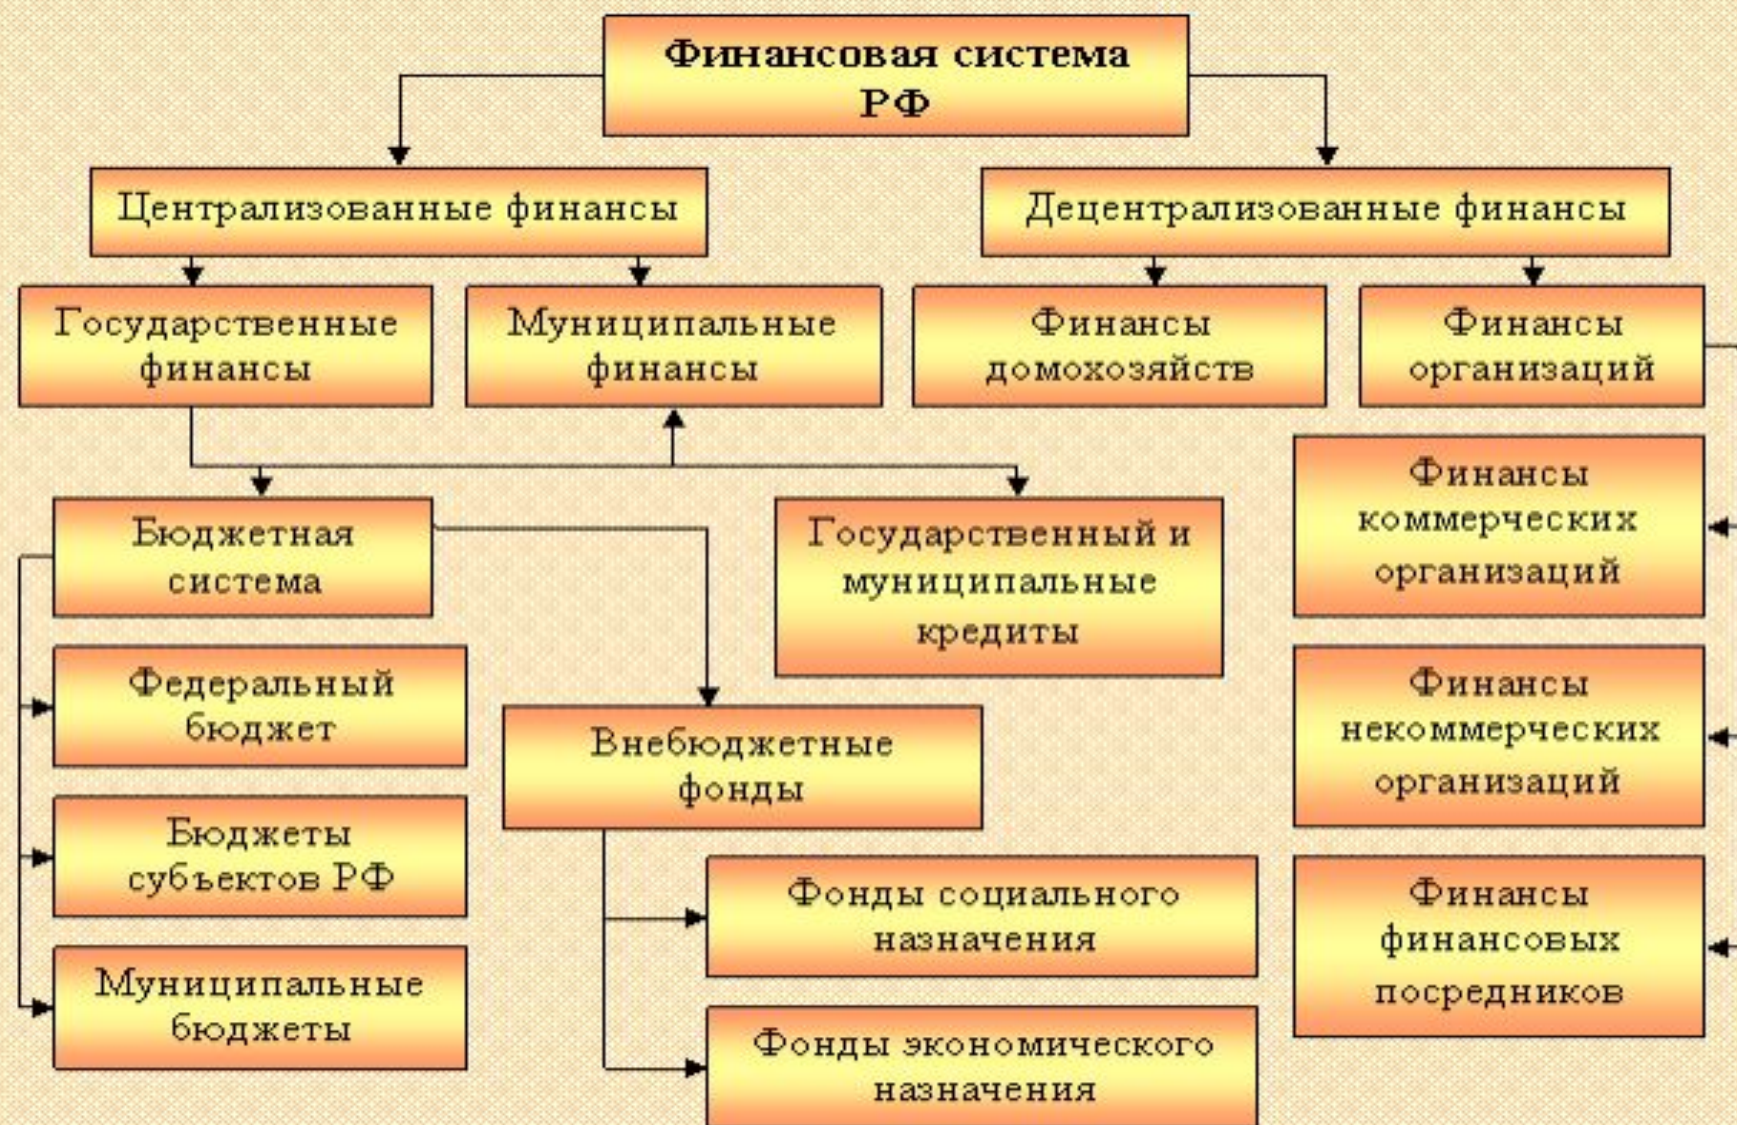 Финансовая система
РФ
Централизованные финансы
Децентрализованные финансы
Государственные
финансы
Муниципальные
финансы
Финансы
домохозяйств
Финансы
организаций
Бюджетная
система
Государственный и
муниципальные
кредиты
Финансы
коммерческих
организаций
Федеральный
бюджет
Внебюджетные
фонды
Финансы
некоммерческих
организаций
Бюджеты
субъектов РФ
Фонды социального
назначения
Финансы
финансовых
посредников
Муниципальные
бюджеты
Фонды экономического
назначения